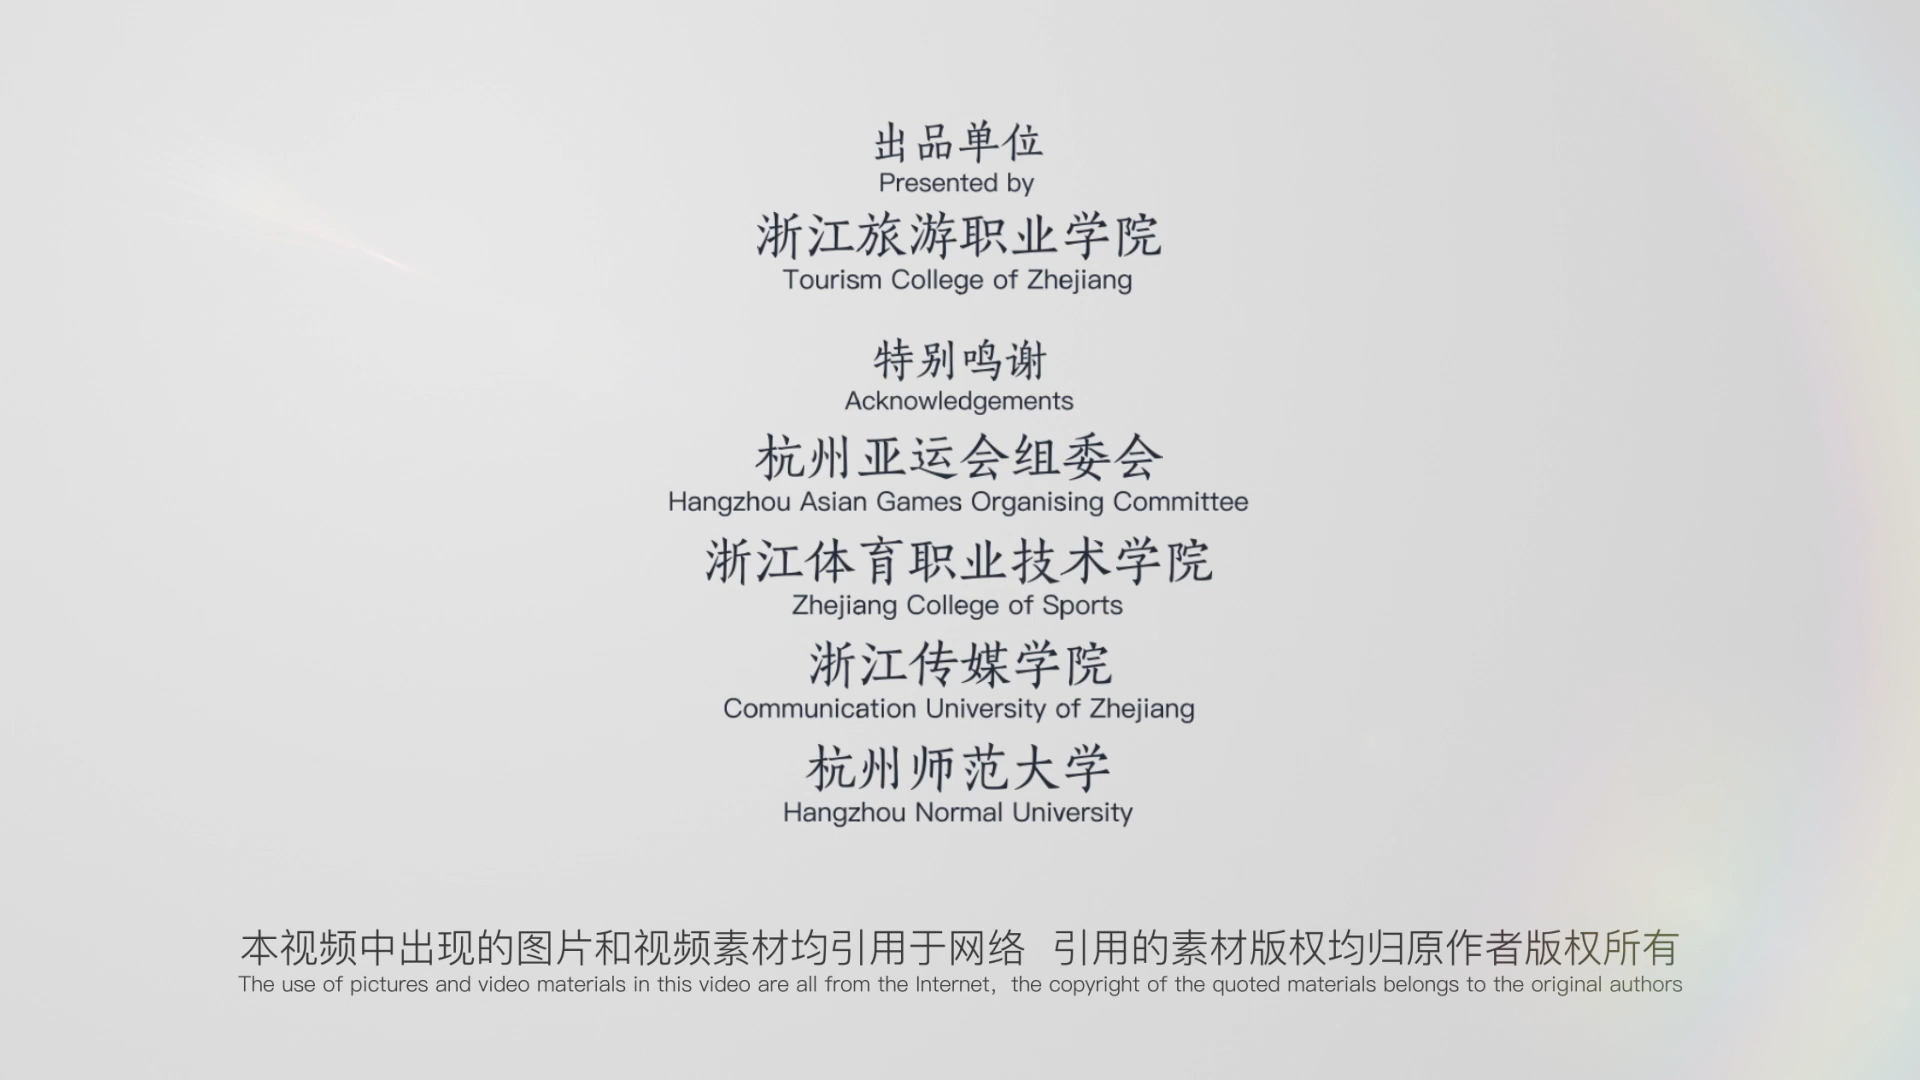 出品单位
Presented by
浙江旅游职业学院
Tourism College of Zhejiang
特别鸣谢
Acknowledgements
杭州亚运会组委会
Hangzhou Asian Games Organising Committee
浙江体育职业技术学院
Zhejiang College of Sports
浙江传媒学院
Communication University of Zhejiang
杭州师范大学
Hangzhou Normal University
本视频中出现的图片和视频素材均引用于网络 引用的素材版权均归原作者版权所有
The use of pictures and video materials in this video are all from the Internet，the copyright of the quoted materials belongs to the original authors